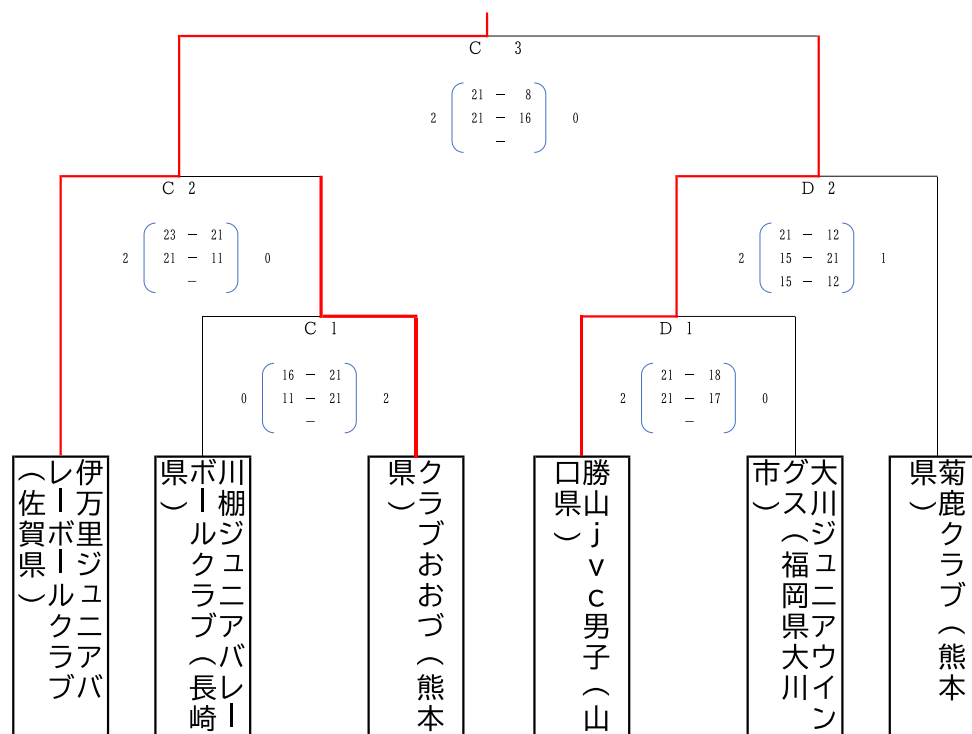 C 3
21 － 8
2 21 － 16 0
－
C 2
23 － 21
2 21 － 11 0
－
D 2
21 － 12
2 15 － 21 1
15 － 12
C 1
16 － 21
0 11 － 21 2
－
D 1
21 － 18
2 21 － 17 0
－
伊万里ジュニアバ
レーボールクラブ
（佐賀県）
川棚ジュニアバレー
ボールクラブ（長崎
県）
クラブおおづ（熊本
県）
勝山ｊｖｃ男子（山
口県）
大川ジュニアウイン
グス（福岡県大川
市）
菊鹿クラブ（熊本
県）